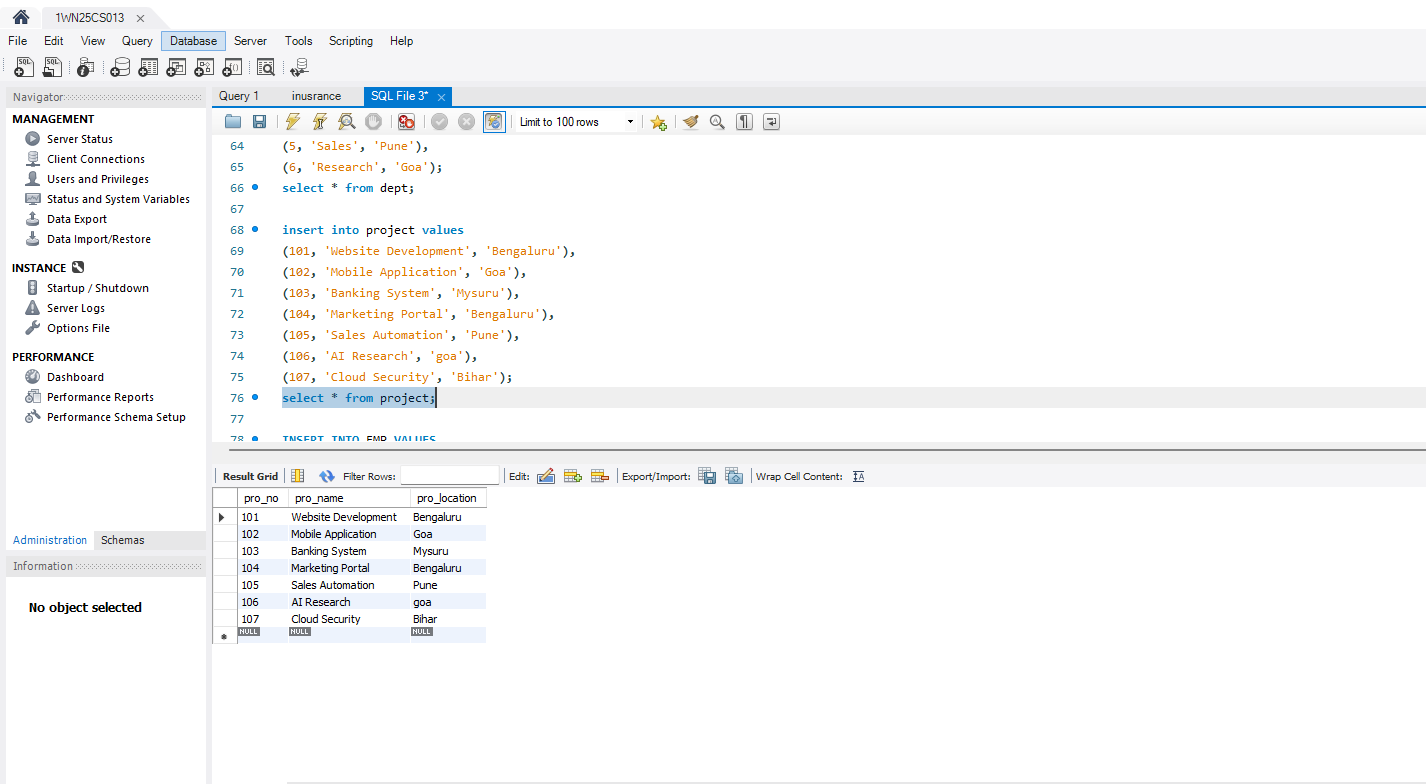 1WN25CS013
File Edit View Query Database Server Tools Scripting Help
Navigator
MANAGEMENT
Server Status
Client Connections
Users and Privileges
Status and System Variables
Data Export
Data Import/Restore
INSTANCE
Startup / Shutdown
Server Logs
Options File
PERFORMANCE
Dashboard
Performance Reports
Performance Schema Setup
Administration Schemas
Information
No object selected
Query 1 inusrance SQL File 3*
Limit to 100 rows
64 (5, 'Sales', 'Pune'),
65 (6, 'Research', 'Goa');
66 select * from dept;
67
68 insert into project values
69 (101, 'Website Development', 'Bengaluru'),
70 (102, 'Mobile Application', 'Goa'),
71 (103, 'Banking System', 'Mysuru'),
72 (104, 'Marketing Portal', 'Bengaluru'),
73 (105, 'Sales Automation', 'Pune'),
74 (106, 'AI Research', 'goa'),
75 (107, 'Cloud Security', 'Bihar');
76 select * from project;
77
78 INSERT INTO EMP VALUES
Result Grid Filter Rows: Edit: Export/Import: Wrap Cell Content:
pro_no pro_name pro_location
101 Website Development Bengaluru
102 Mobile Application Goa
103 Banking System Mysuru
104 Marketing Portal Bengaluru
105 Sales Automation Pune
106 AI Research goa
107 Cloud Security Bihar
NULL NULL NULL